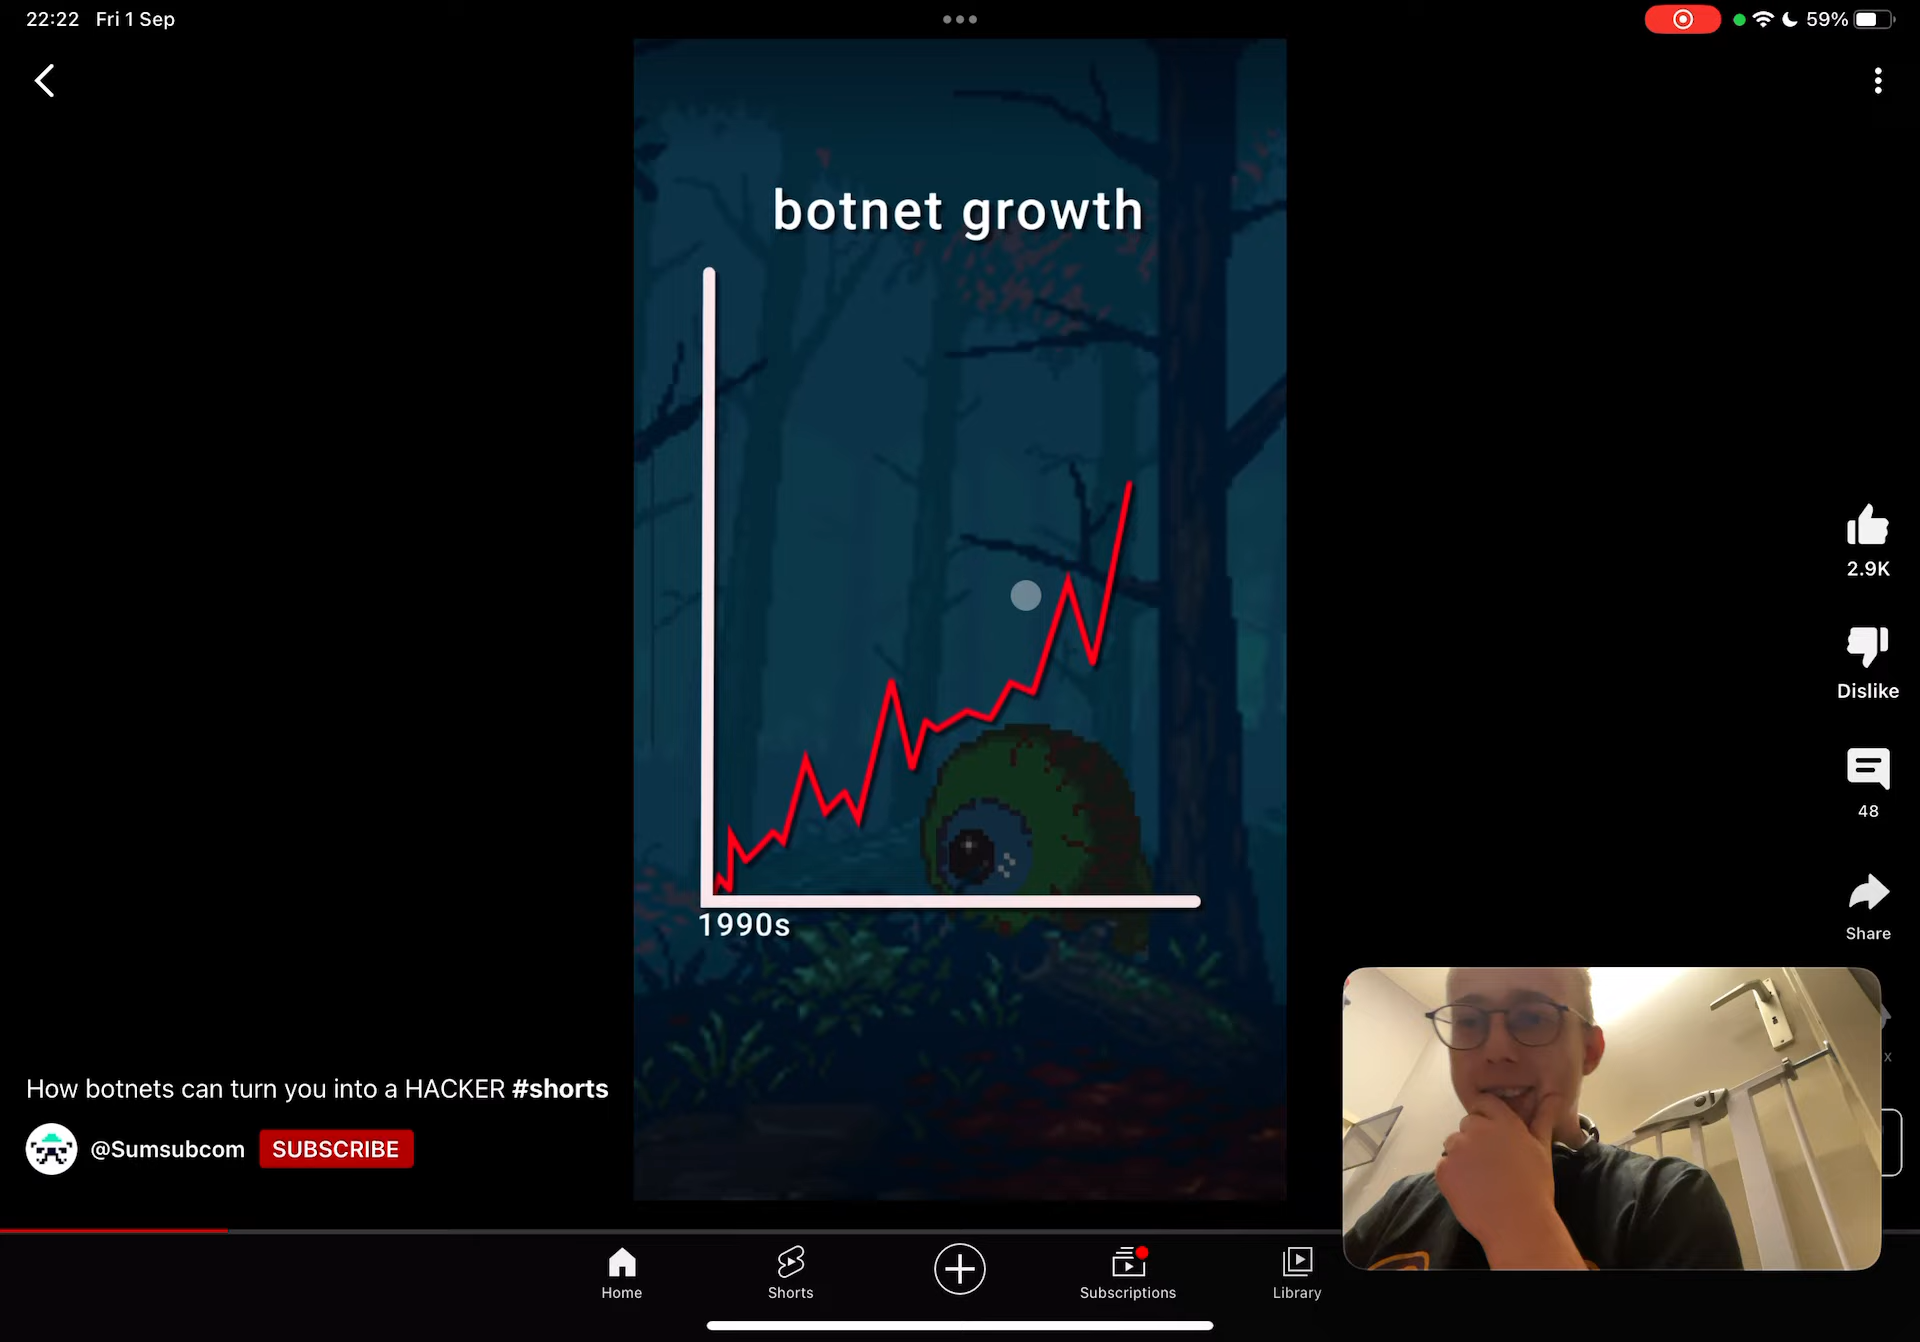 22:22 Fri 1 Sep
59%
botnet growth
1990s
2.9K
Dislike
48
Share
x
How botnets can turn you into a HACKER #shorts
@Sumsubcom SUBSCRIBE
Home Shorts Subscriptions Library